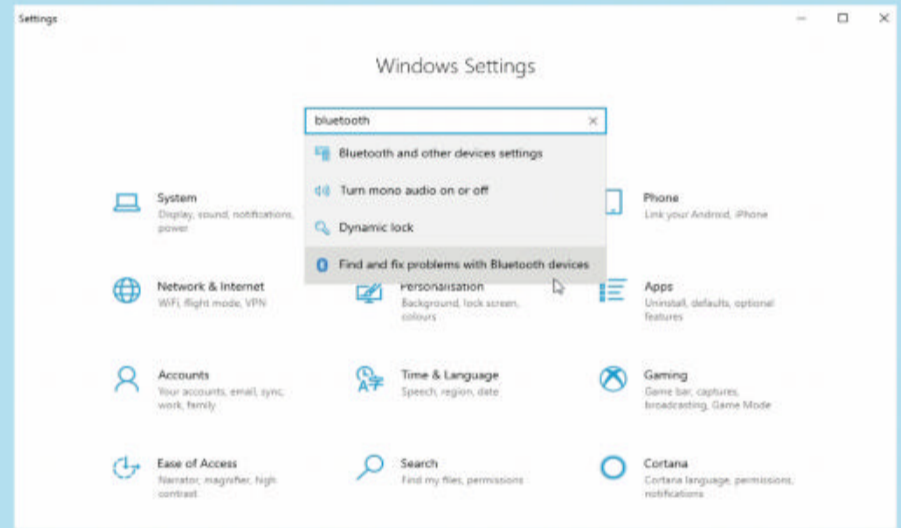 Settings
Windows Settings
bluetooth
Bluetooth and other devices settings
Turn mono audio on or off
Dynamic lock
Find and fix problems with Bluetooth devices
System
Display, sound, notifications,
power
Phone
Link your Android, iPhone
Network & Internet
WiFi, flight mode, VPN
Personalisation
Background, lock screen,
colours
Apps
Uninstall, defaults, optional
features
Accounts
Your accounts, email, sync,
work, family
Time & Language
Speech, region, date
Gaming
Game bar, captures,
broadcasting, Game Mode
Ease of Access
Narrator, magnifier, high
contrast
Search
Find my files, permissions
Cortana
Cortana language, permissions,
notifications